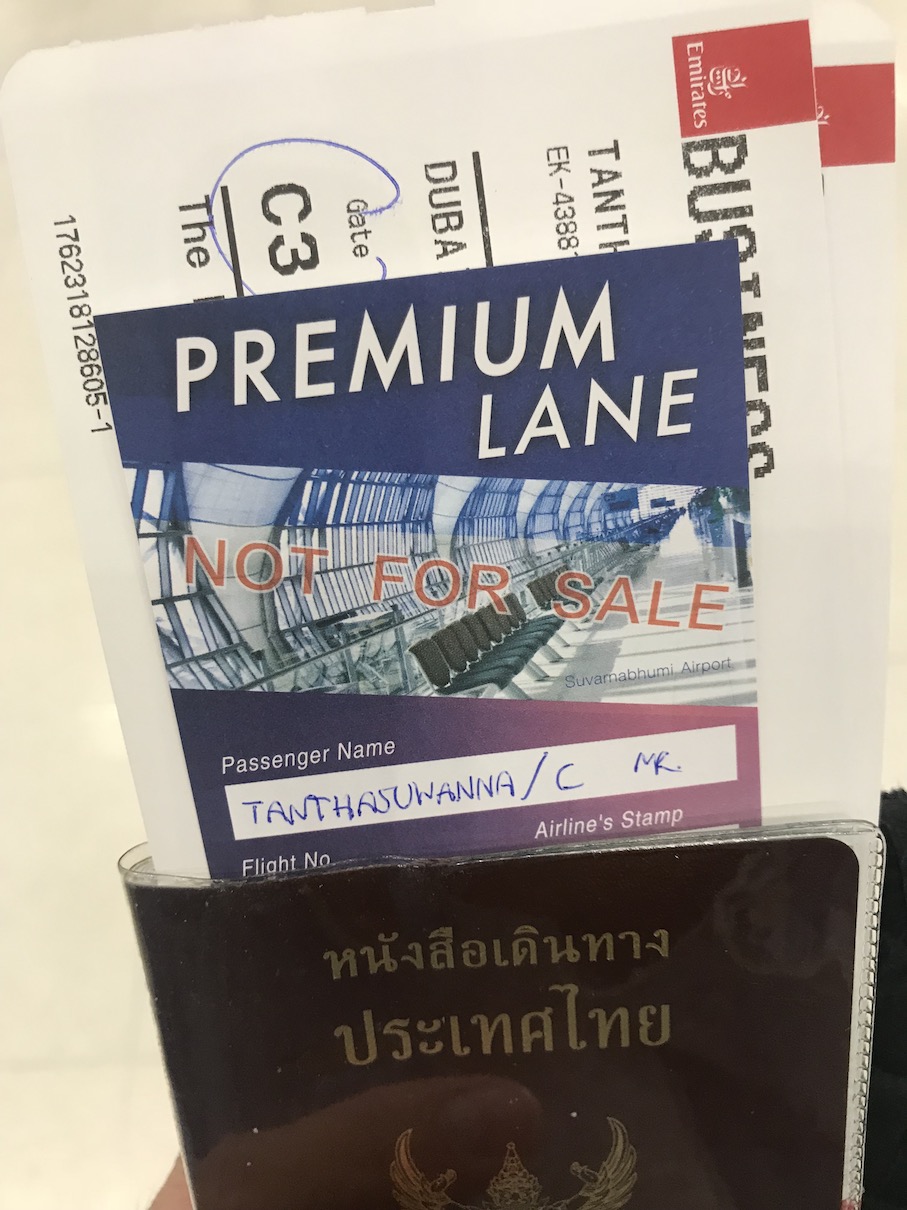 Emirates
BUSINESS
TANTH
EK-4388
DUBA
Gate
C3
The
1762318128605-1
PREMIUM
LANE
NOT FOR SALE
Suvarnabhumi Airport
Passenger Name
TANTHASUWANNA/C MR.
Airline's Stamp
Flight No
หนังสือเดินทาง
ประเทศไทย